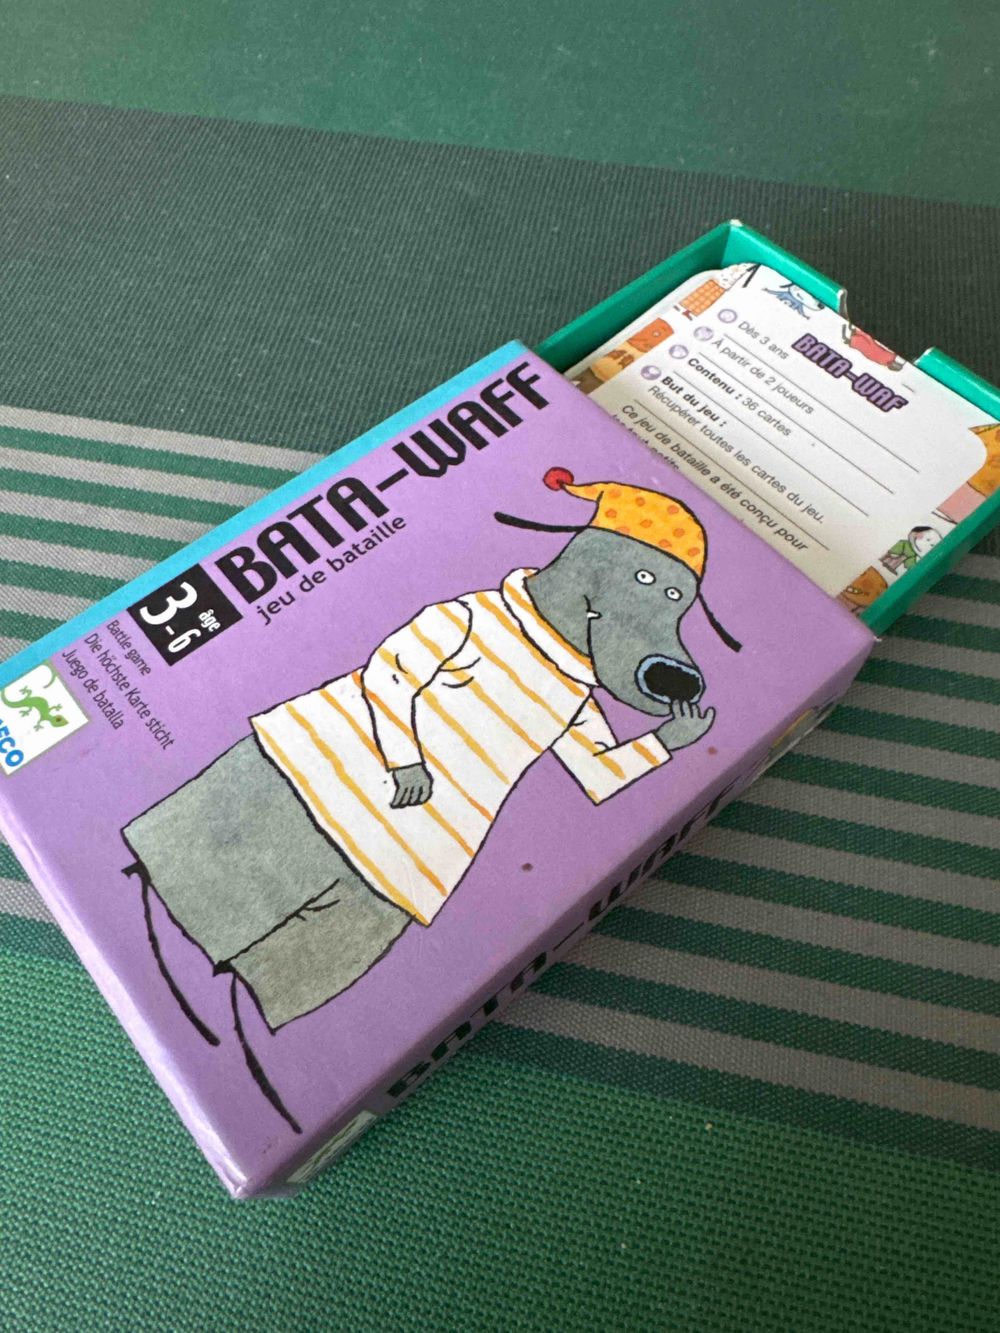 BATA-WAFF
jeu de bataille
3-6
âge
Battle game
Die höchste Karte sticht
Juego de batalla
BATA-WAF
Dès 3 ans
À partir de 2 joueurs
Contenu : 36 cartes
But du jeu :
Récupérer toutes les cartes du jeu.
Ce jeu de bataille a été conçu pour
BATA-WAFF